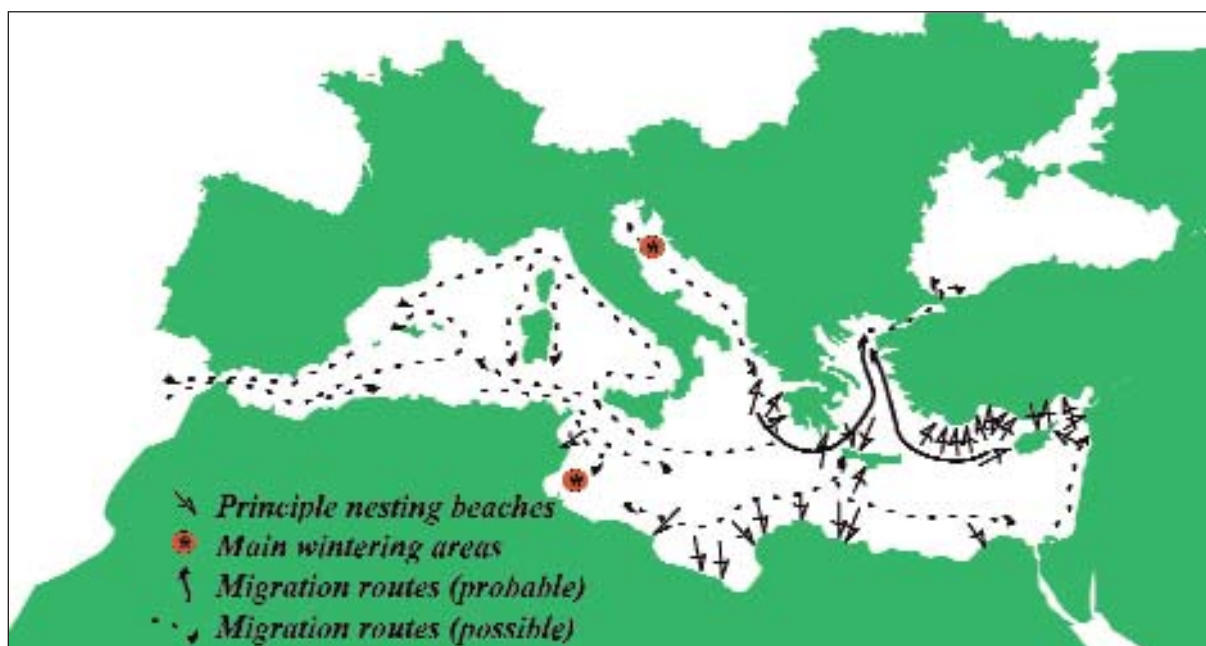 Principle nesting beaches
Main wintering areas
Migration routes (probable)
Migration routes (possible)